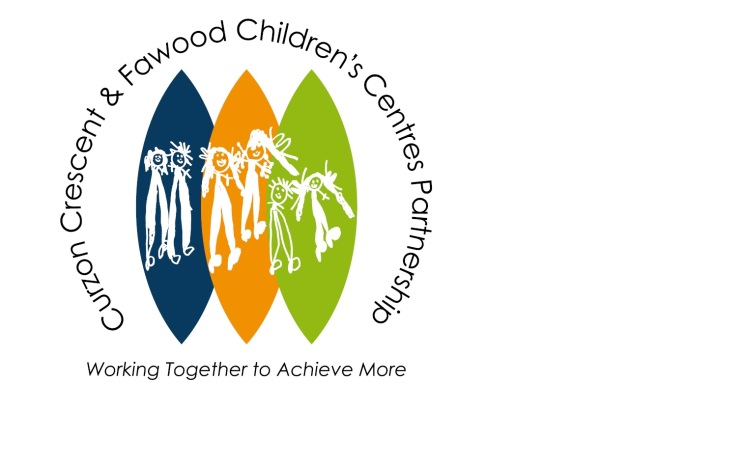 Curzon Crescent & Fawood Children's Centres Partnership
Working Together to Achieve More